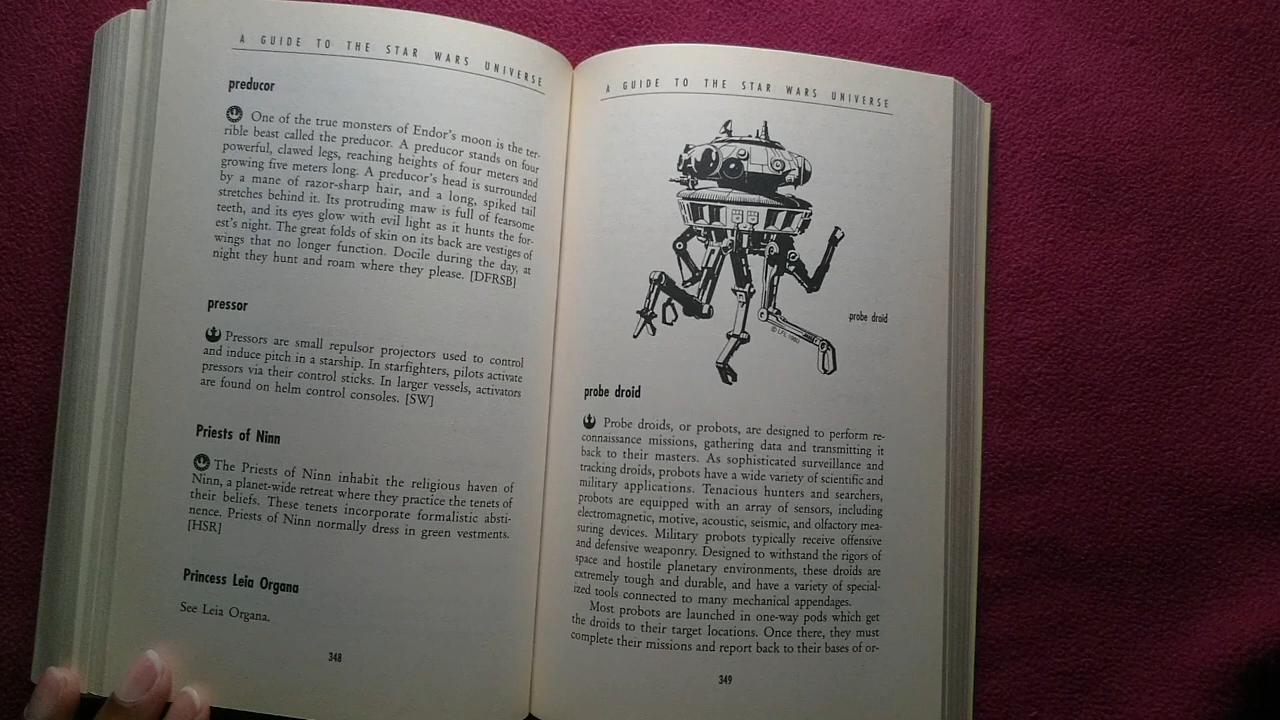 A GUIDE TO THE STAR WARS UNIVERSE
preducor
One of the true monsters of Endor's moon is the ter-
rible beast called the preducor. A preducor stands on four
powerful, clawed legs, reaching heights of four meters and
growing five meters long. A preducor's head is surrounded
by a mane of razor-sharp hair, and a long, spiked tail
stretches behind it. Its protruding maw is full of fearsome
teeth, and its eyes glow with evil light as it hunts the for-
est's night. The great folds of skin on its back are vestiges of
wings that no longer function. Docile during the day, at
night they hunt and roam where they please. [DFRSB]
pressor
Pressors are small repulsor projectors used to control
and induce pitch in a starship. In starfighters, pilots activate
pressors via their control sticks. In larger vessels, activators
are found on helm control consoles. [SW]
Priests of Ninn
The Priests of Ninn inhabit the religious haven of
Ninn, a planet-wide retreat where they practice the tenets of
their beliefs. These tenets incorporate formalistic absti-
nence. Priests of Ninn normally dress in green vestments.
[HSR]
Princess Leia Organa
See Leia Organa.
348
A GUIDE TO THE STAR WARS UNIVERSE
probe droid
© LFL 1980
probe droid
Probe droids, or probots, are designed to perform re-
connaissance missions, gathering data and transmitting it
back to their masters. As sophisticated surveillance and
tracking droids, probots have a wide variety of scientific and
military applications. Tenacious hunters and searchers,
probots are equipped with an array of sensors, including
electromagnetic, motive, acoustic, seismic, and olfactory mea-
suring devices. Military probots typically receive offensive
and defensive weaponry. Designed to withstand the rigors of
space and hostile planetary environments, these droids are
extremely tough and durable, and have a variety of special-
ized tools connected to many mechanical appendages.
Most probots are launched in one-way pods which get
the droids to their target locations. Once there, they must
complete their missions and report back to their bases of or-
349